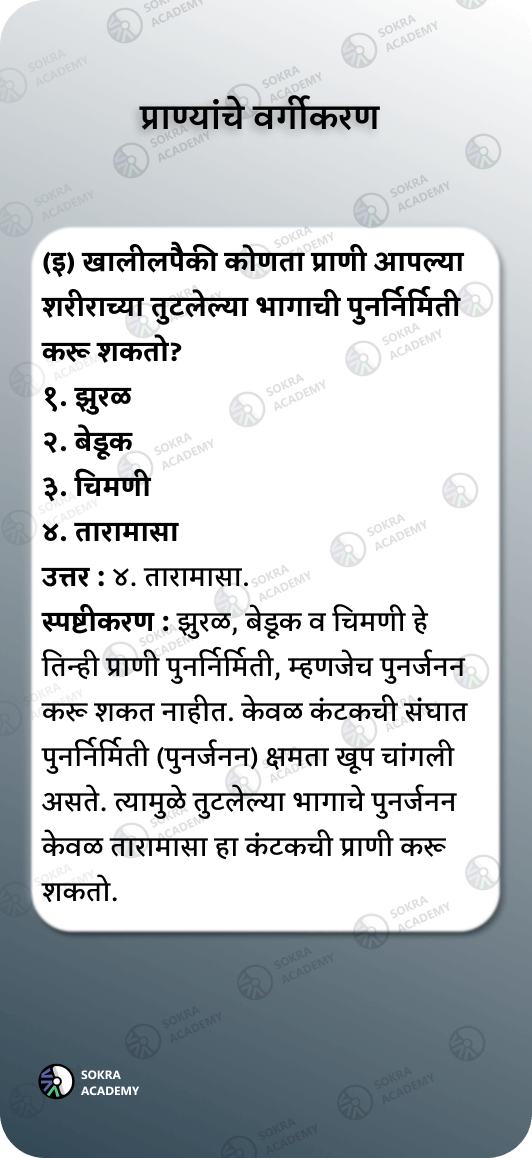 प्राण्यांचे वर्गीकरण
(इ) खालीलपैकी कोणता प्राणी आपल्या
शरीराच्या तुटलेल्या भागाची पुनर्निर्मिती
करू शकतो?
१. झुरळ
२. बेडूक
३. चिमणी
४. तारामासा
उत्तर : ४. तारामासा.
स्पष्टीकरण : झुरळ, बेडूक व चिमणी हे
तिन्ही प्राणी पुनर्निर्मिती, म्हणजेच पुनर्जनन
करू शकत नाहीत. केवळ कंटकची संघात
पुनर्निर्मिती (पुनर्जनन) क्षमता खूप चांगली
असते. त्यामुळे तुटलेल्या भागाचे पुनर्जनन
केवळ तारामासा हा कंटकची प्राणी करू
शकतो.
SOKRA
ACADEMY